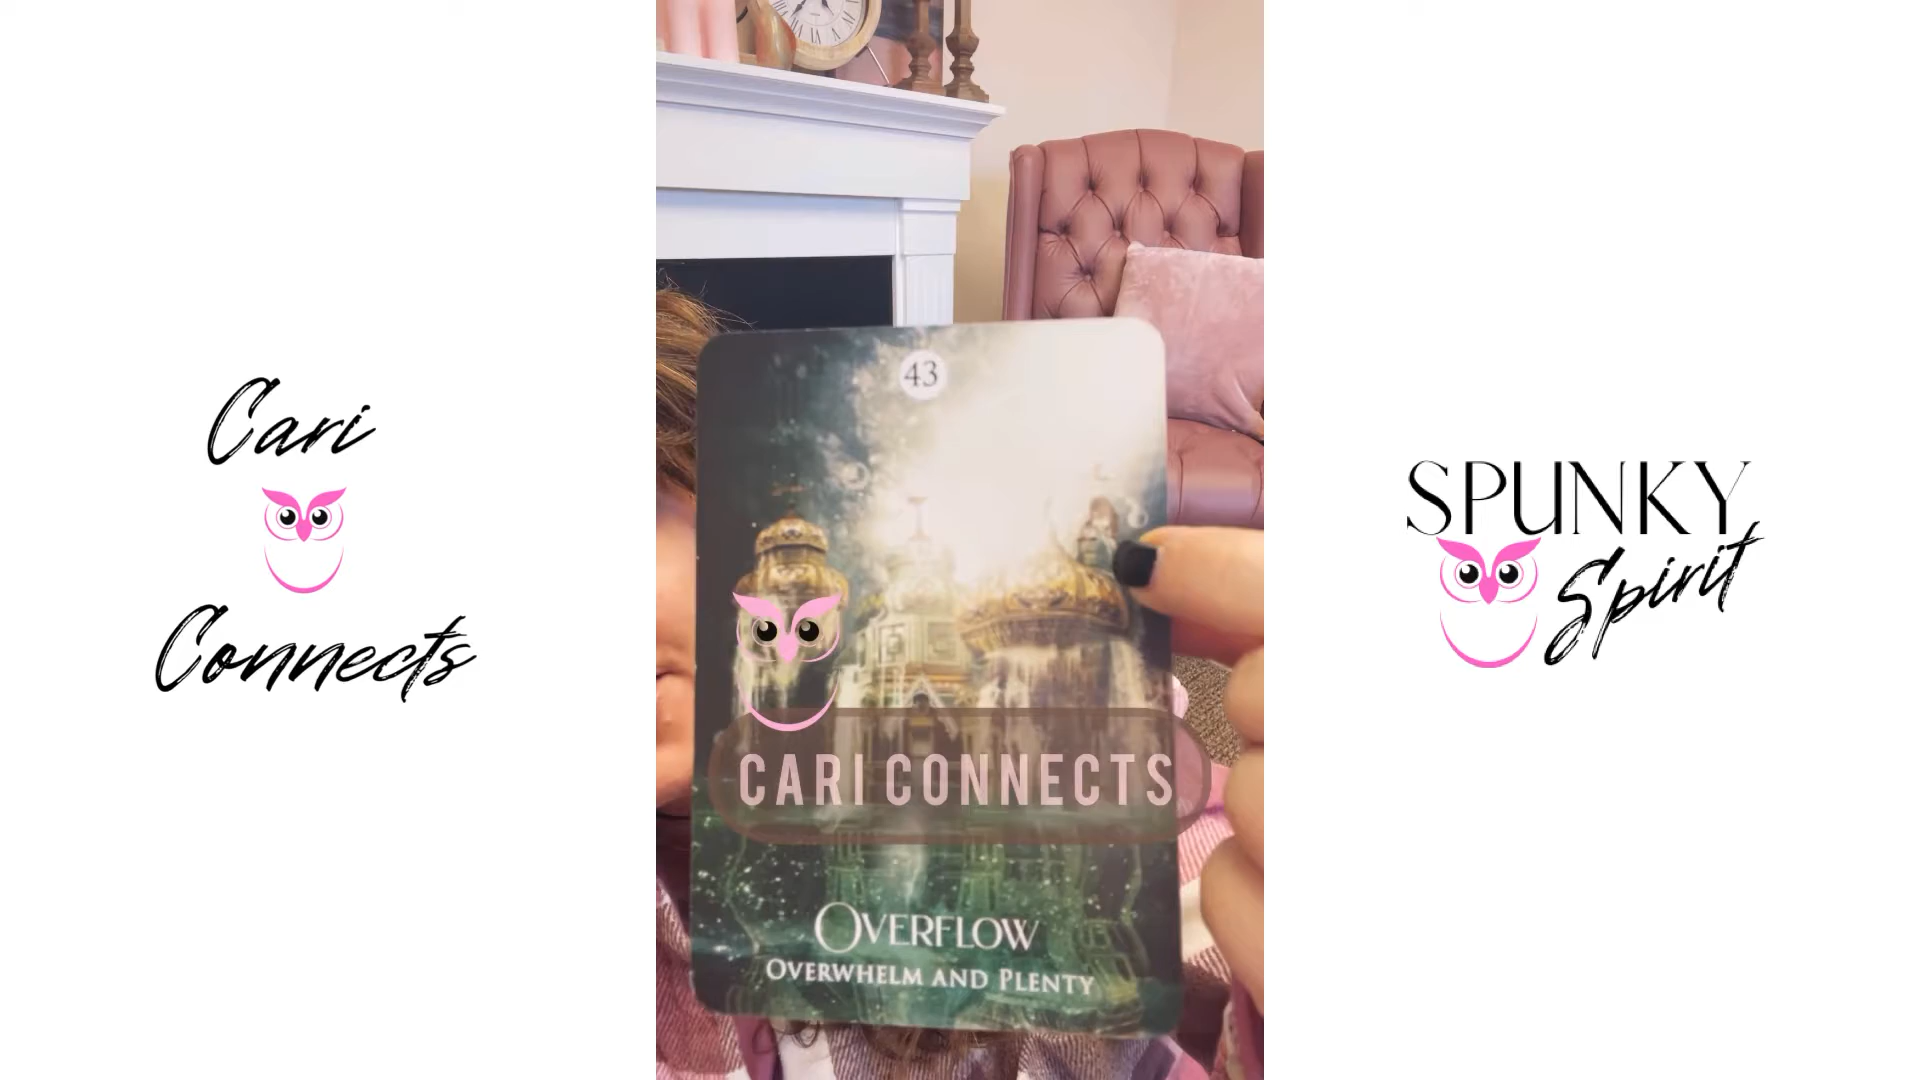 Cari
Connects
43
CARI CONNECTS
OVERFLOW
OVERWHELM AND PLENTY
SPUNKY
Spirit